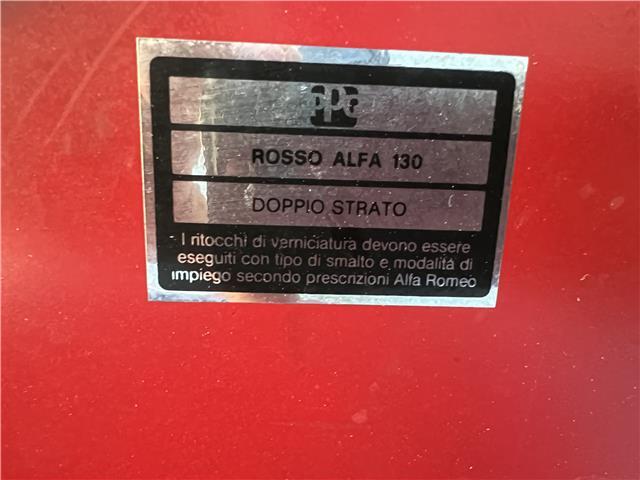 PPG
ROSSO ALFA 130
DOPPIO STRATO
I ritocchi di verniciatura devono essere
eseguiti con tipo di smalto e modalità di
impiego secondo prescrizioni Alfa Romeo